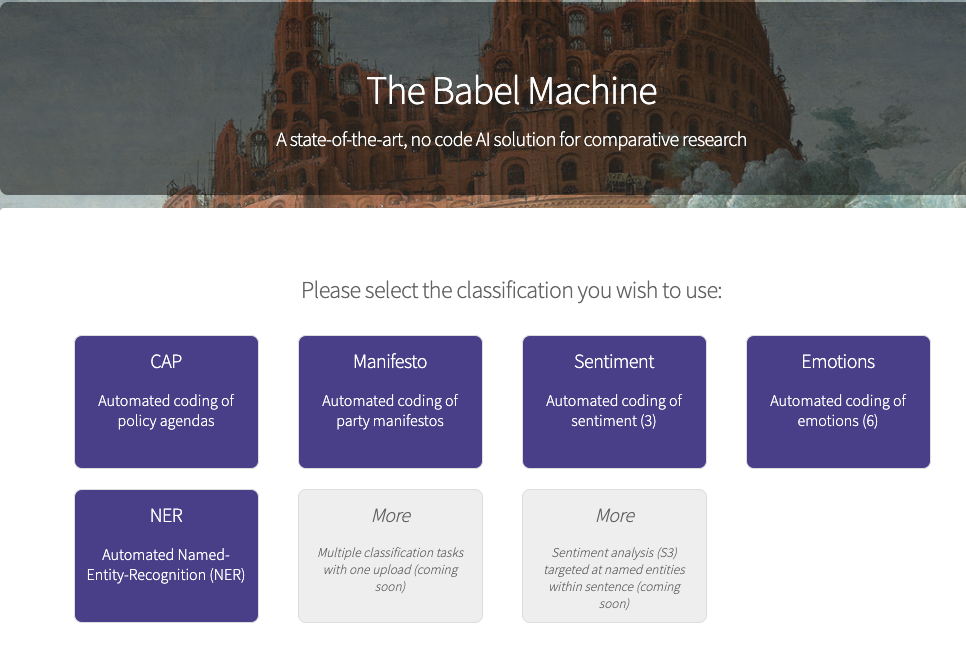 The Babel Machine
A state-of-the-art, no code AI solution for comparative research
Please select the classification you wish to use:
CAP
Automated coding of
policy agendas
Manifesto
Automated coding of
party manifestos
Sentiment
Automated coding of
sentiment (3)
Emotions
Automated coding of
emotions (6)
NER
Automated Named-
Entity-Recognition (NER)
More
Multiple classification tasks
with one upload (coming
soon)
More
Sentiment analysis (S3)
targeted at named entities
within sentence (coming
soon)